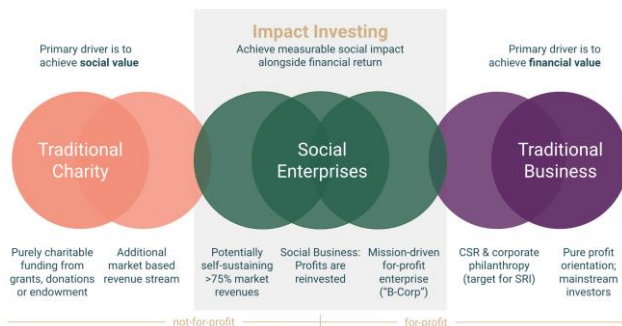 Impact Investing
Primary driver is to
achieve social value
Achieve measurable social impact
alongside financial return
Primary driver is to
achieve financial value
Traditional
Charity
Social
Enterprises
Traditional
Business
Purely charitable
funding from
grants, donations
or endowment
Additional
market based
revenue stream
Potentially
self-sustaining
>75% market
revenues
Social Business:
Profits are
reinvested
Mission-driven
for-profit
enterprise
("B-Corp")
CSR & corporate
philanthropy
(target for SRI)
Pure profit
orientation;
mainstream
investors
not-for-profit
for-profit